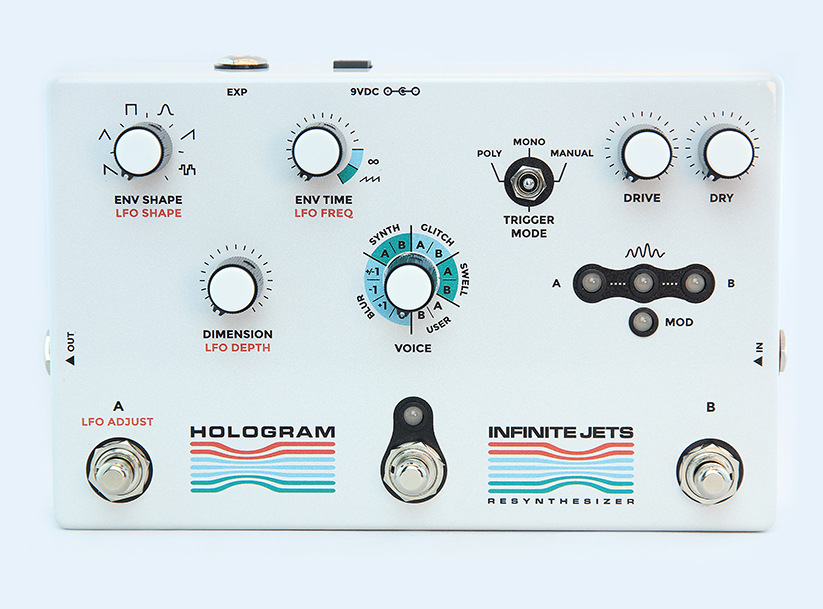 EXP
9VDC
ENV SHAPE
LFO SHAPE
ENV TIME
LFO FREQ
∞
POLY
MONO
MANUAL
TRIGGER
MODE
DRIVE
DRY
DIMENSION
LFO DEPTH
SYNTH
GLITCH
SWELL
USER
BLUR
A
B
A
B
A
B
A
B
+1
-1
+/-1
VOICE
A
B
MOD
OUT
IN
A
LFO ADJUST
B
HOLOGRAM
INFINITE JETS
RESYNTHESIZER